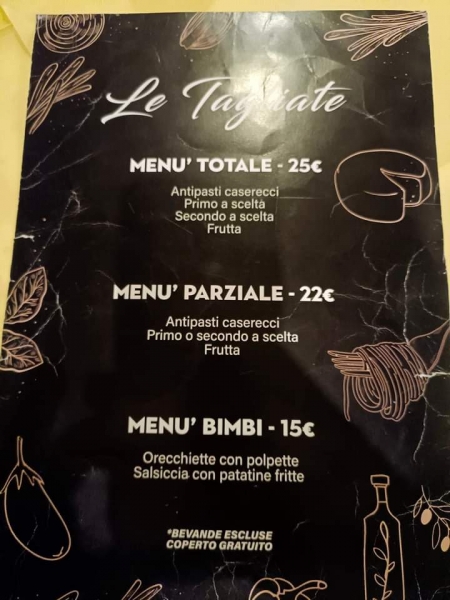 Le Tagliate
MENU' TOTALE - 25€
Antipasti caserecci
Primo a scelta
Secondo a scelta
Frutta
MENU' PARZIALE - 22€
Antipasti caserecci
Primo o secondo a scelta
Frutta
MENU' BIMBI - 15€
Orecchiette con polpette
Salsiccia con patatine fritte
*BEVANDE ESCLUSE
COPERTO GRATUITO